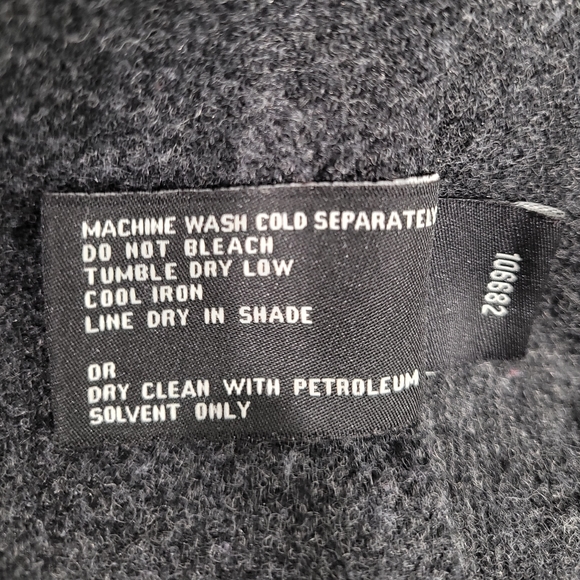 MACHINE WASH COLD SEPARATELY
DO NOT BLEACH
TUMBLE DRY LOW
COOL IRON
LINE DRY IN SHADE
OR
DRY CLEAN WITH PETROLEUM
SOLVENT ONLY
106682